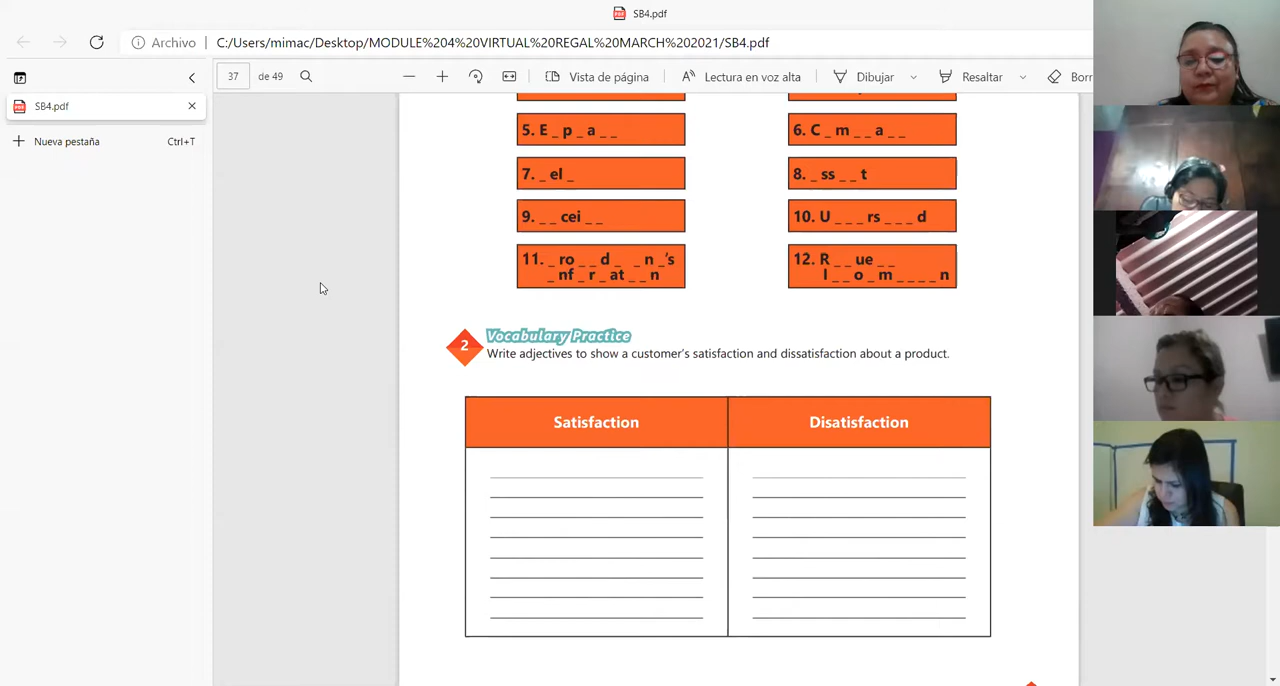 SB4.pdf
Archivo
C:/Users/mimac/Desktop/MODULE%204%20VIRTUAL%20REGAL%20MARCH%202021/SB4.pdf
37 de 49
Vista de página
Lectura en voz alta
Dibujar
Resaltar
Borr
SB4.pdf
Nueva pestaña Ctrl+T
5. E _ p _ a _ _
6. C _ m _ _ a _ _
7. _ el _
8. _ ss _ _ t
9. _ _ cei _ _
10. U _ _ _ rs _ _ _ d
11. _ ro _ _ d _ _ n _'s
_ nf _ r _ at _ _ n
12. R _ _ ue _ _
I _ _ o _ m _ _ _ _ n
2
Vocabulary Practice
Write adjectives to show a customer's satisfaction and dissatisfaction about a product.
Satisfaction
Disatisfaction